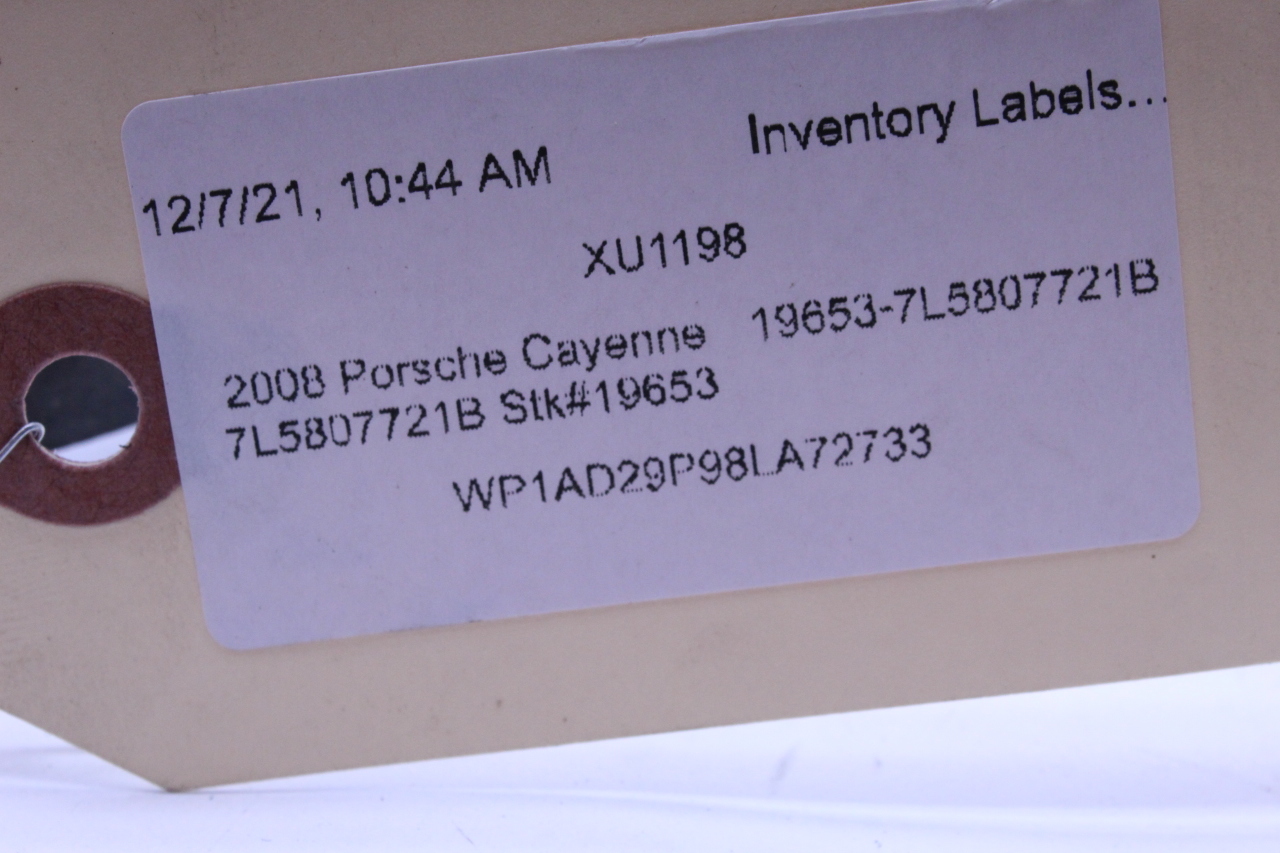 12/7/21, 10:44 AM
Inventory Labels...
XU1198
2008 Porsche Cayenne
19653-7L5807721B
7L5807721B Stk#19653
WP1AD29P98LA72733